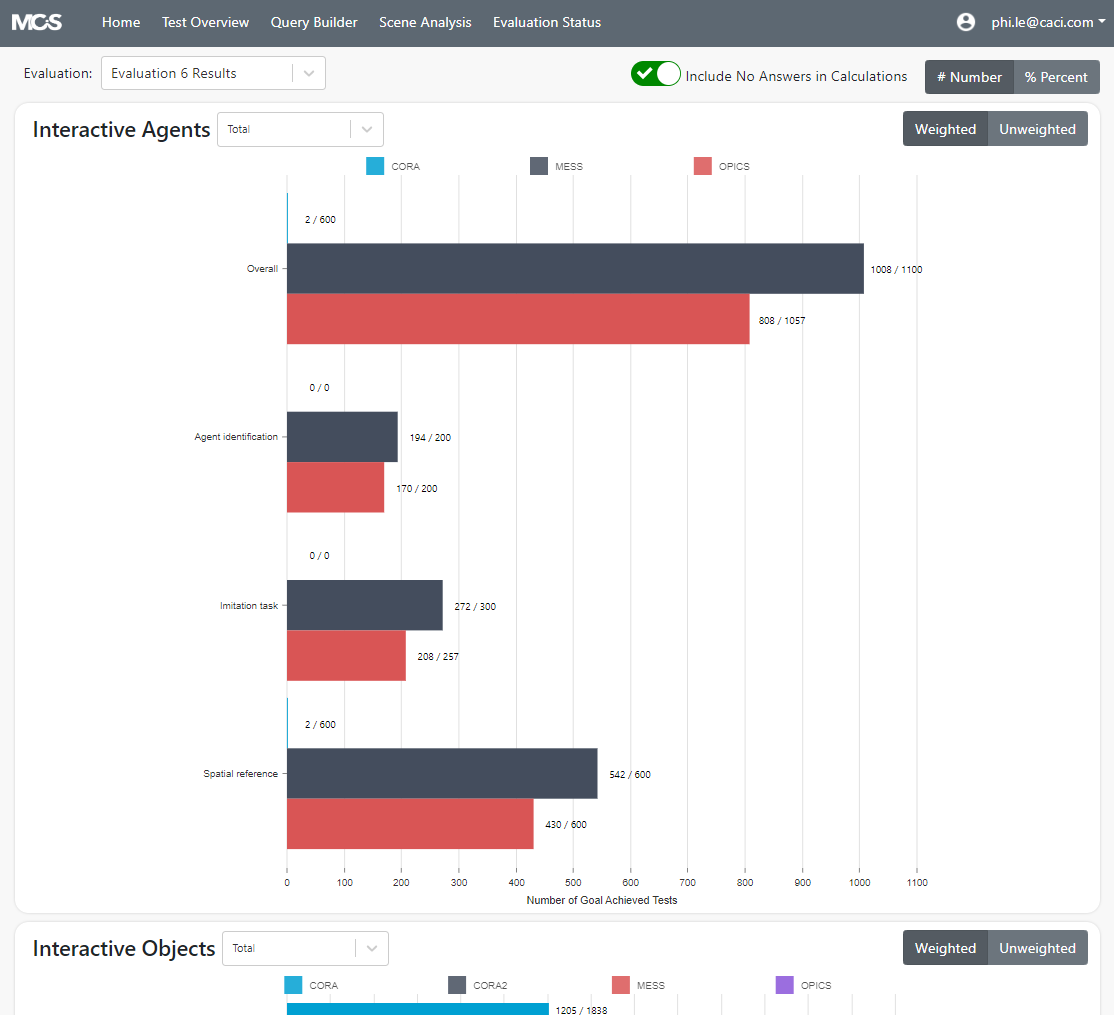 MCS Home Test Overview Query Builder Scene Analysis Evaluation Status phi.le@caci.com
Evaluation: Evaluation 6 Results Include No Answers in Calculations # Number % Percent
Interactive Agents Total Weighted Unweighted
CORA MESS OPICS
2 / 600
Overall 1008 / 1100
808 / 1057
0 / 0
Agent identification 194 / 200
170 / 200
0 / 0
Imitation task 272 / 300
208 / 257
2 / 600
Spatial reference 542 / 600
430 / 600
0 100 200 300 400 500 600 700 800 900 1000 1100
Number of Goal Achieved Tests
Interactive Objects Total Weighted Unweighted
CORA CORA2 MESS OPICS
1205 / 1838